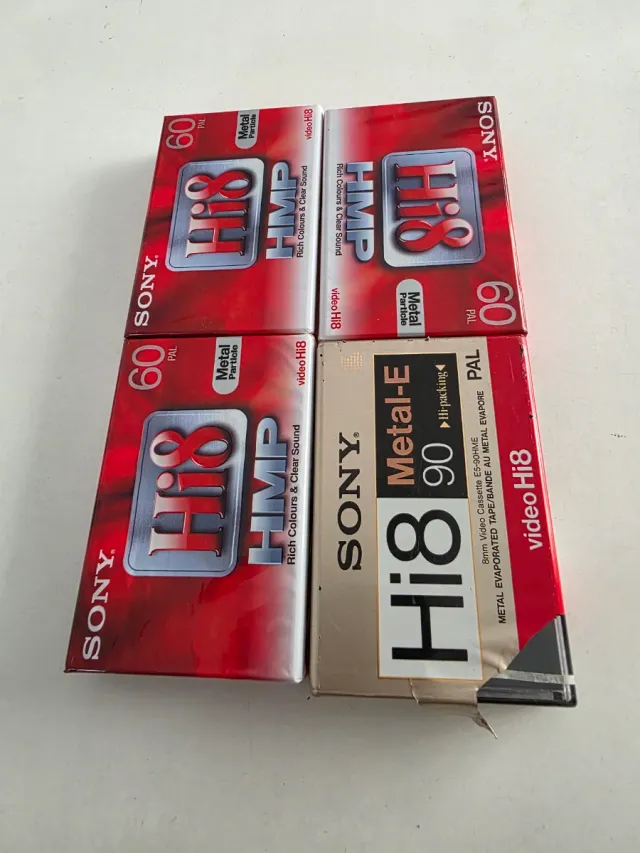 SONY
Hi8
HMP
Rich Colours & Clear Sound
60
PAL
Metal
Particle
video Hi8
SONY
Hi8
HMP
Rich Colours & Clear Sound
60
PAL
Metal
Particle
video Hi8
SONY
Hi8
HMP
Rich Colours & Clear Sound
60
PAL
Metal
Particle
video Hi8
SONY
Hi8
Metal-E
90 ▶Hi-packing◀
8mm Video Cassette E5-90HME
METAL EVAPORATED TAPE/BANDE AU METAL EVAPORE
PAL
video Hi8